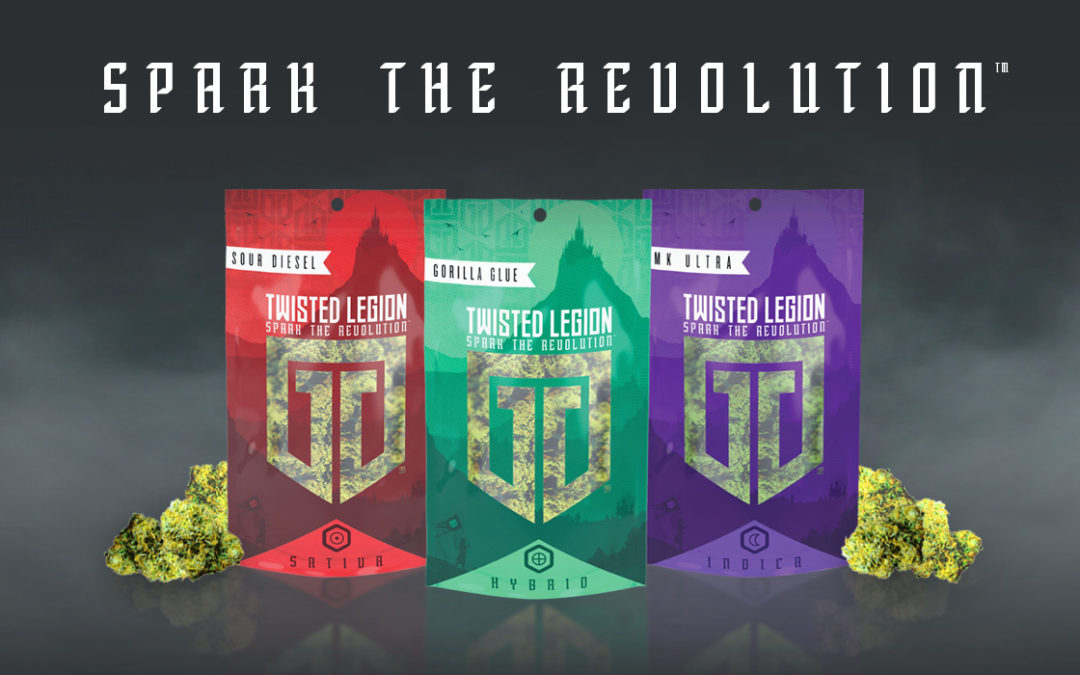 SPARK THE REVOLUTION™
SOUR DIESEL
TWISTED LEGION
SPARK THE REVOLUTION™
SATIVA
GORILLA GLUE
TWISTED LEGION
SPARK THE REVOLUTION
HYBRID
MK ULTRA
TWISTED LEGION
SPARK THE REVOLUTION™
INDICA